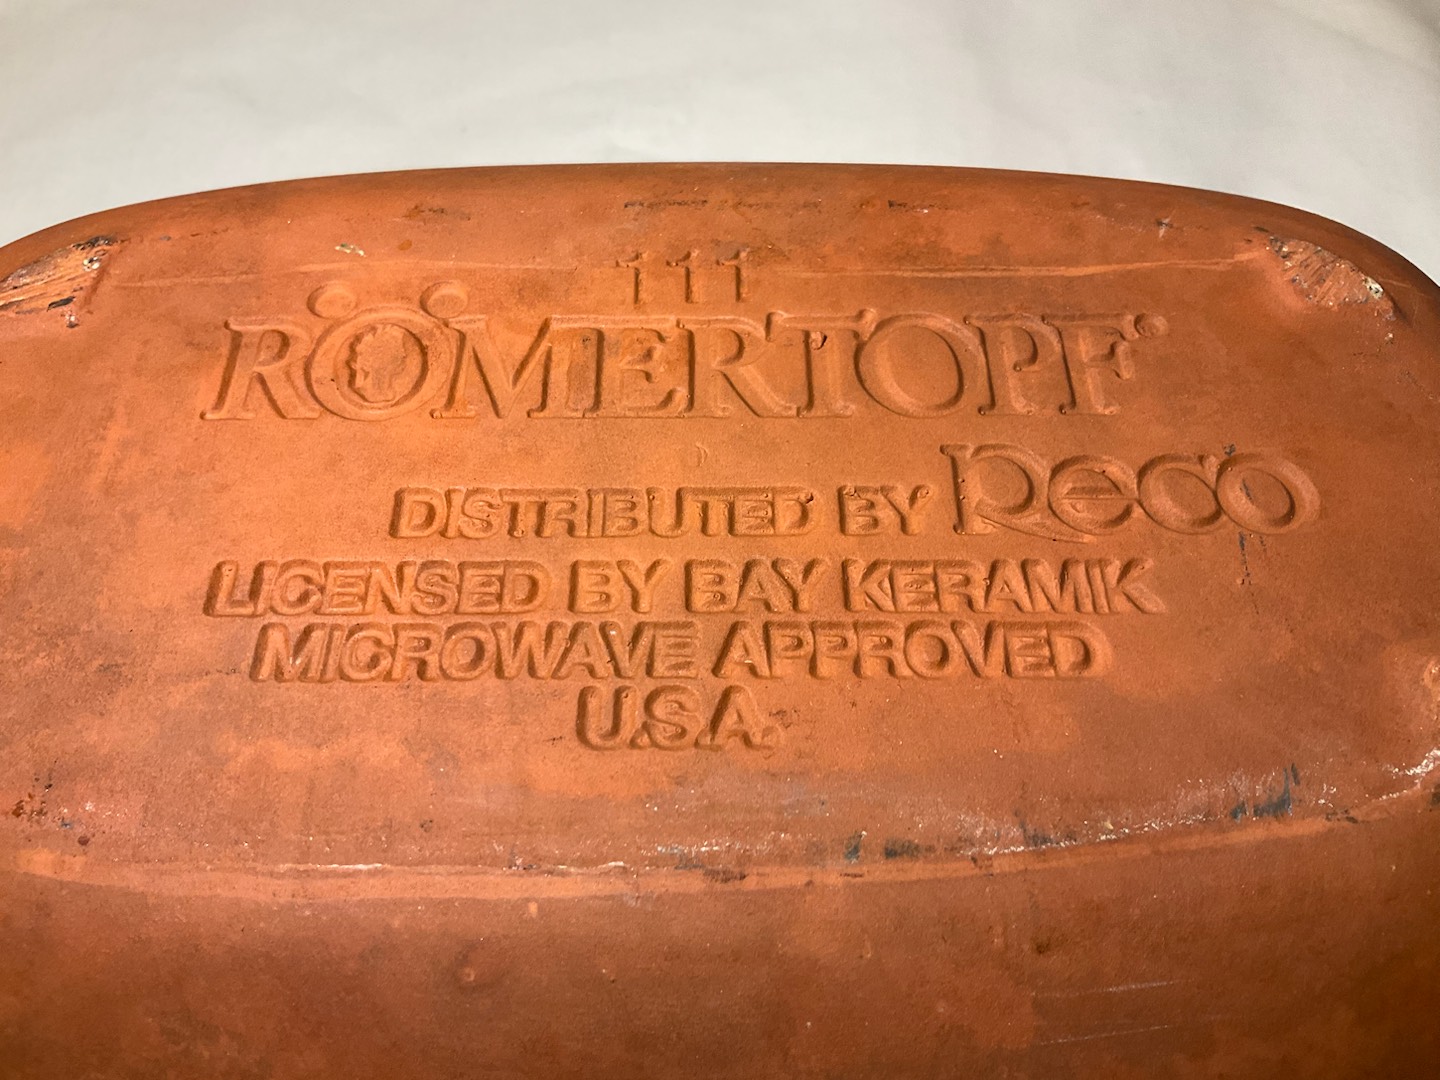 111
RÖMERTOPF®
DISTRIBUTED BY Reco
LICENSED BY BAY KERAMIK
MICROWAVE APPROVED
U.S.A.